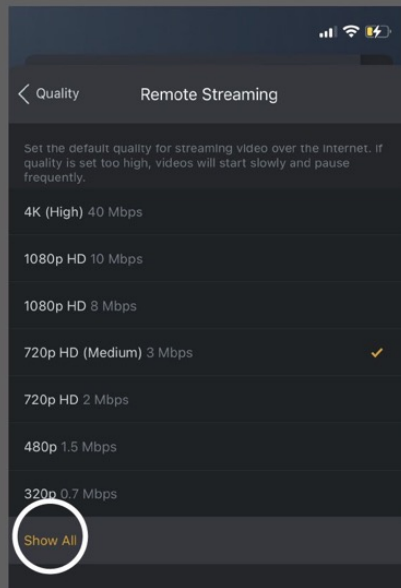 Quality
Remote Streaming
Set the default quality for streaming video over the Internet. If
quality is set too high, videos will start slowly and pause
frequently.
4K (High) 40 Mbps
1080p HD 10 Mbps
1080p HD 8 Mbps
720p HD (Medium) 3 Mbps
720p HD 2 Mbps
480p 1.5 Mbps
320p 0.7 Mbps
Show All